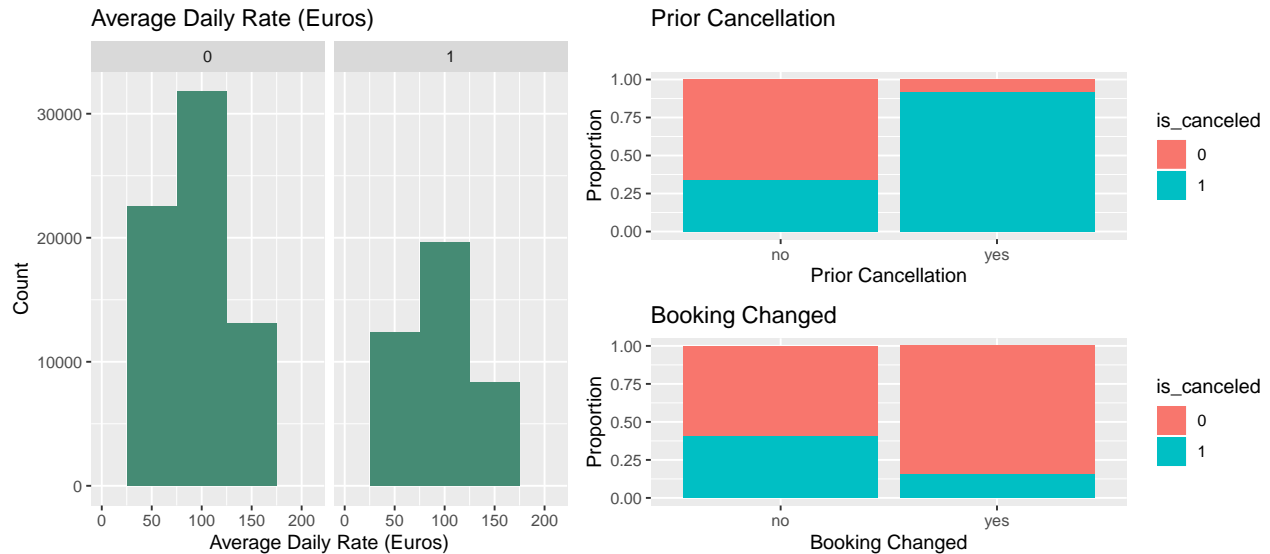 Average Daily Rate (Euros)
0
1
30000
20000
10000
0
Count
0 50 100 150 200
0 50 100 150 200
Average Daily Rate (Euros)
Prior Cancellation
1.00
0.75
0.50
0.25
0.00
Proportion
no
yes
Prior Cancellation
is_canceled
0
1
Booking Changed
1.00
0.75
0.50
0.25
0.00
Proportion
no
yes
Booking Changed
is_canceled
0
1